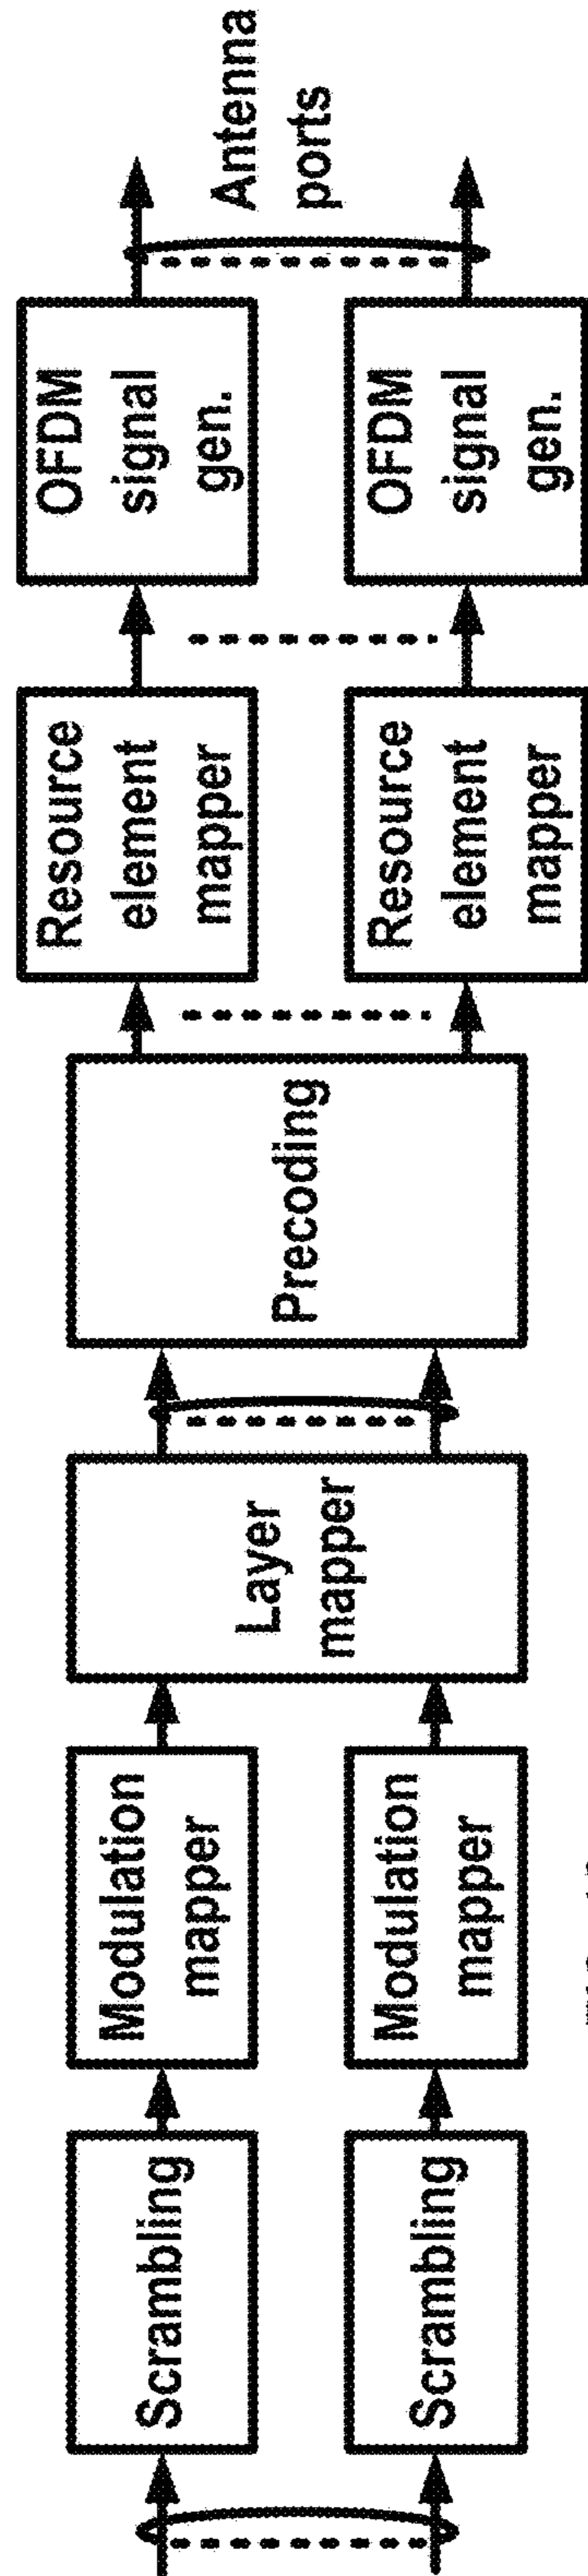 Scrambling
Scrambling
Modulation
mapper
Modulation
mapper
Layer
mapper
Precoding
Resource
element
mapper
Resource
element
mapper
OFDM
signal
gen.
OFDM
signal
gen.
Antenna
ports